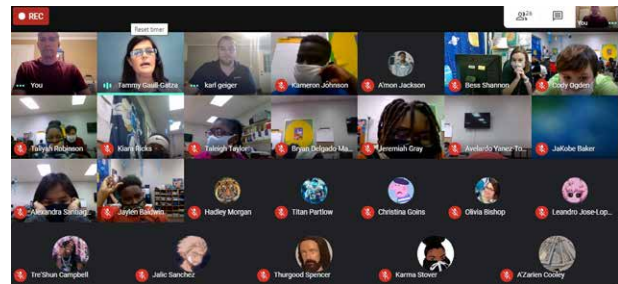 REC
26
You
Reset timer
You
Tammy Gaull-Gatza
karl geiger
Kameron Johnson
A'mon Jackson
Bess Shannon
Cody Ogden
Taliyah Robinson
Kiara Ricks
Taleigh Taylor
Bryan Delgado Ma...
Jeremiah Gray
Avelardo Yanez-To...
JaKobe Baker
Alexandra Santiag...
Jaylen Baldwin
Hadley Morgan
Titan Partlow
Christina Goins
Olivia Bishop
Leandro Jose-Lop...
Tre'Shun Campbell
Jalic Sanchez
Thurgood Spencer
Karma Stover
A'Zarien Cooley